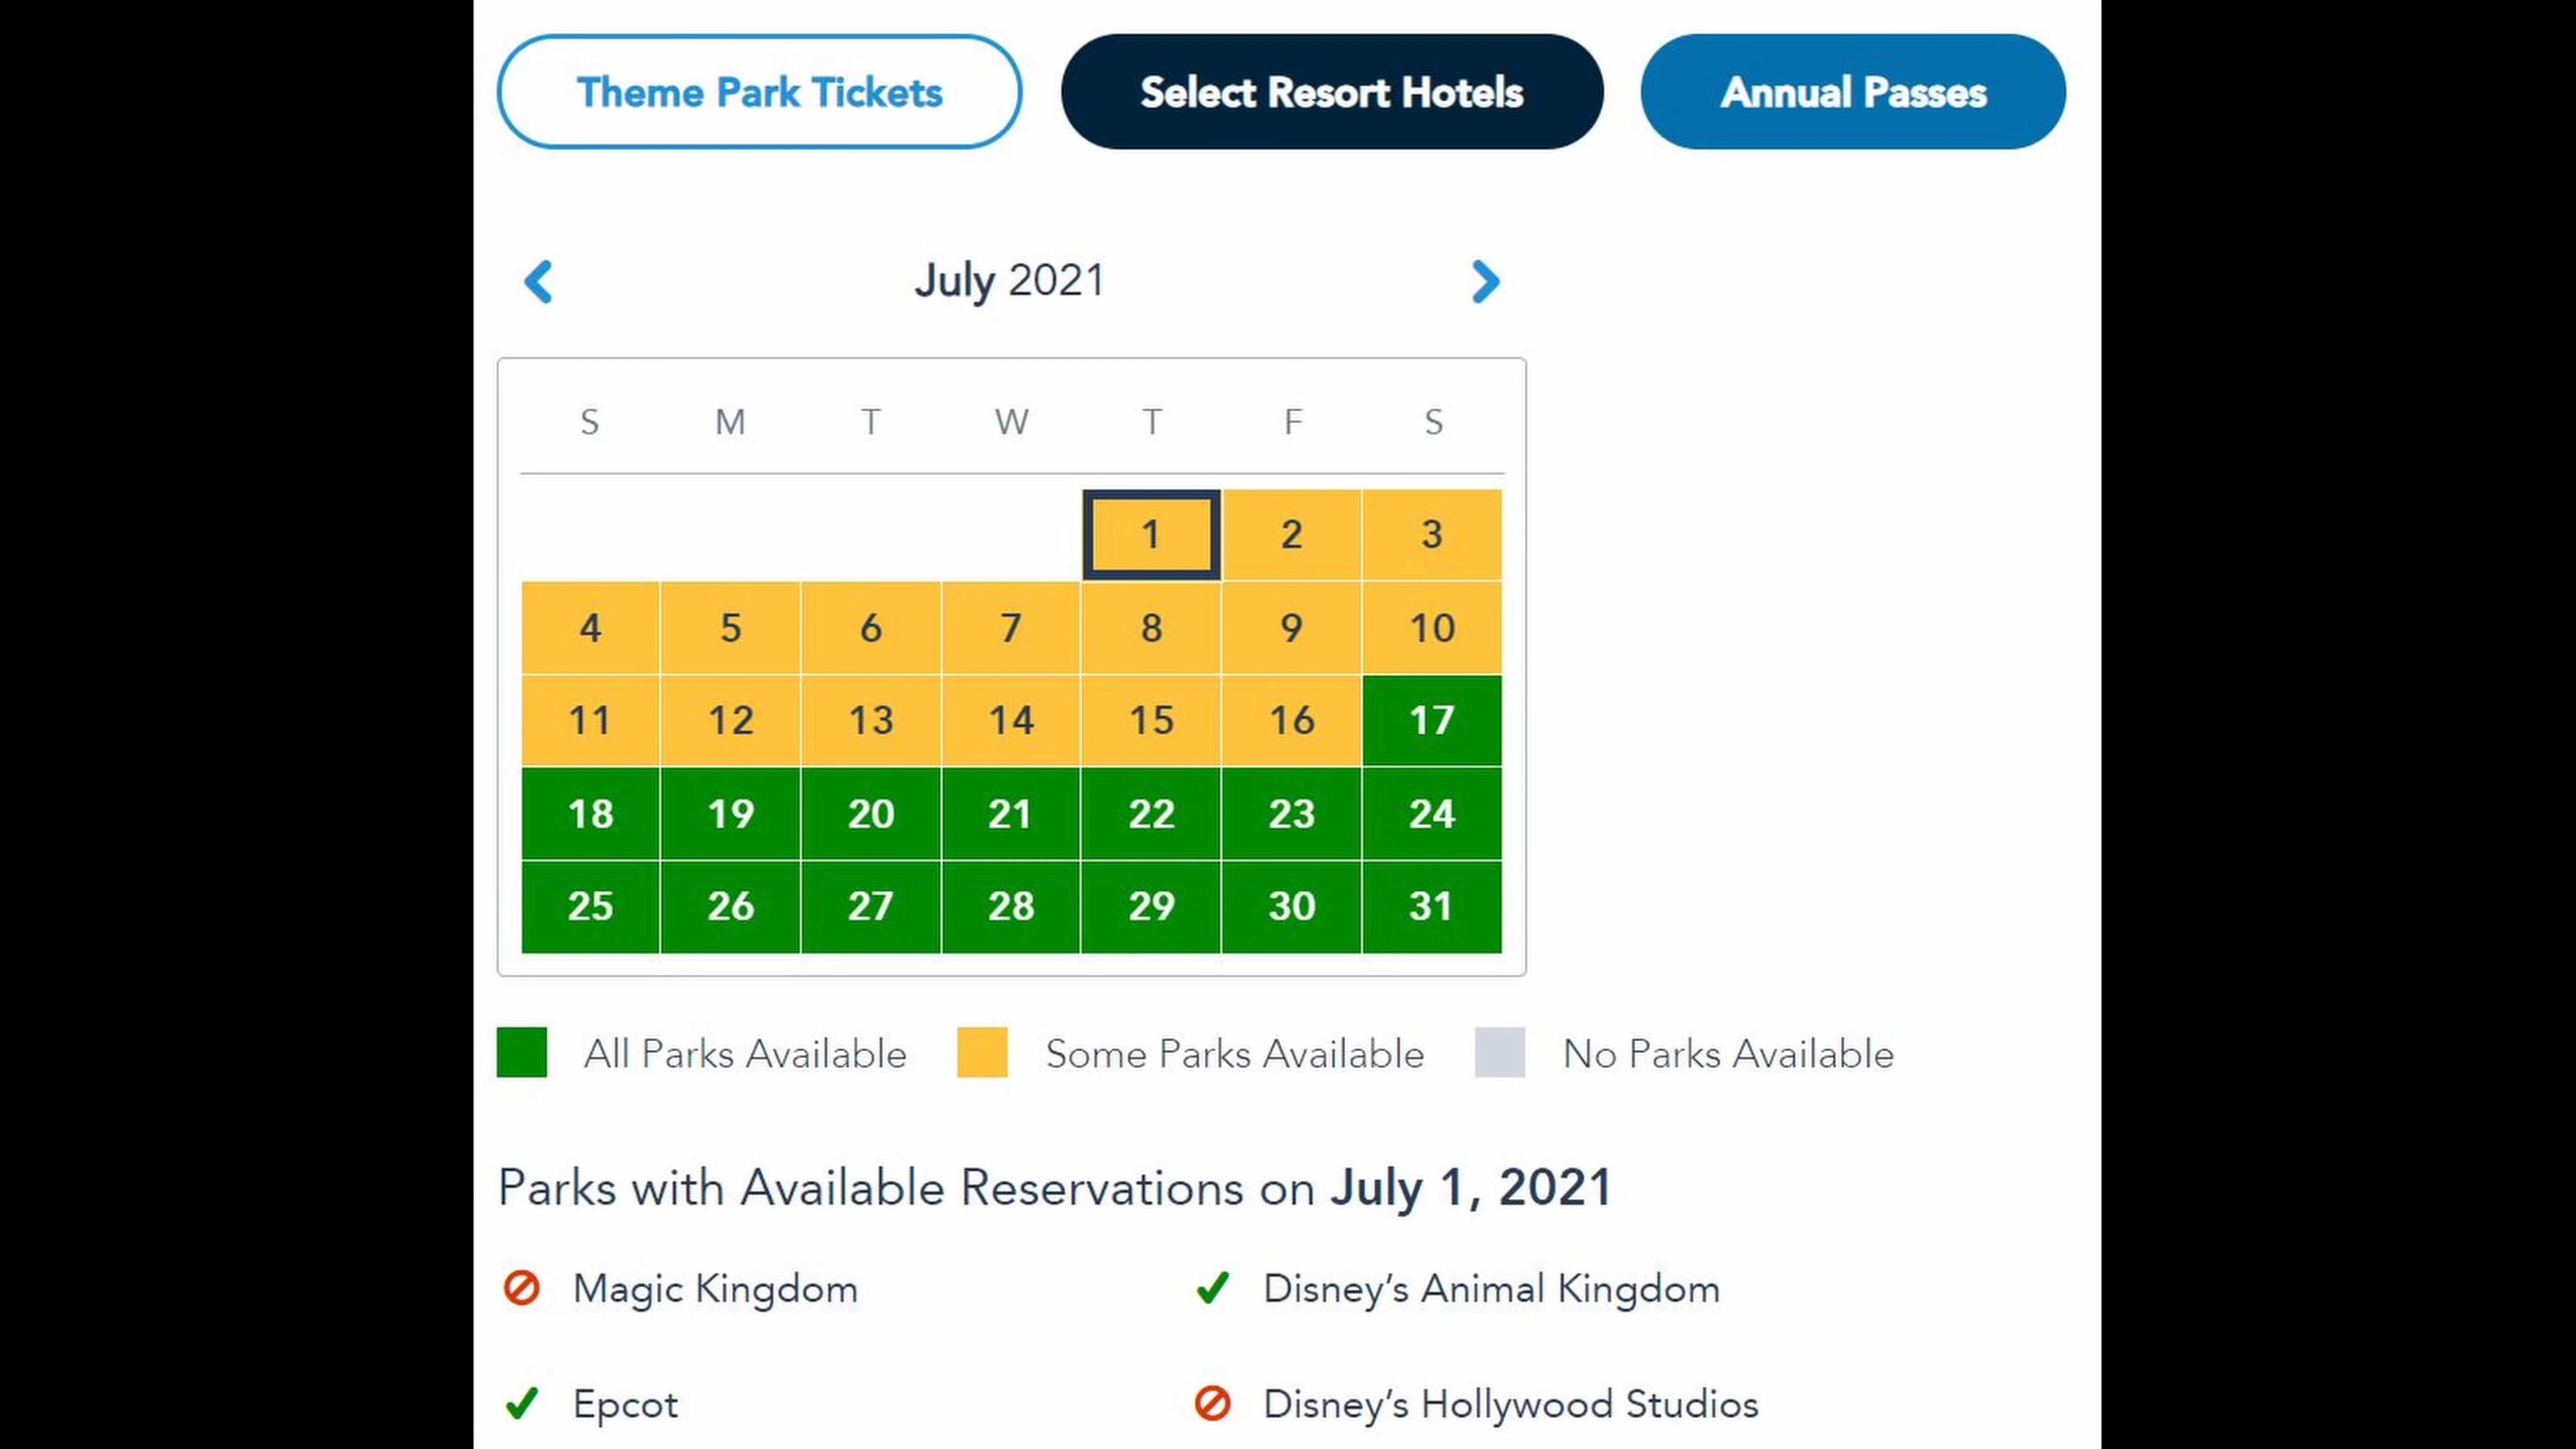 Theme Park Tickets Select Resort Hotels Annual Passes
July 2021
S M T W T F S
1 2 3
4 5 6 7 8 9 10
11 12 13 14 15 16 17
18 19 20 21 22 23 24
25 26 27 28 29 30 31
All Parks Available Some Parks Available No Parks Available
Parks with Available Reservations on July 1, 2021
Magic Kingdom Disney’s Animal Kingdom
Epcot Disney’s Hollywood Studios